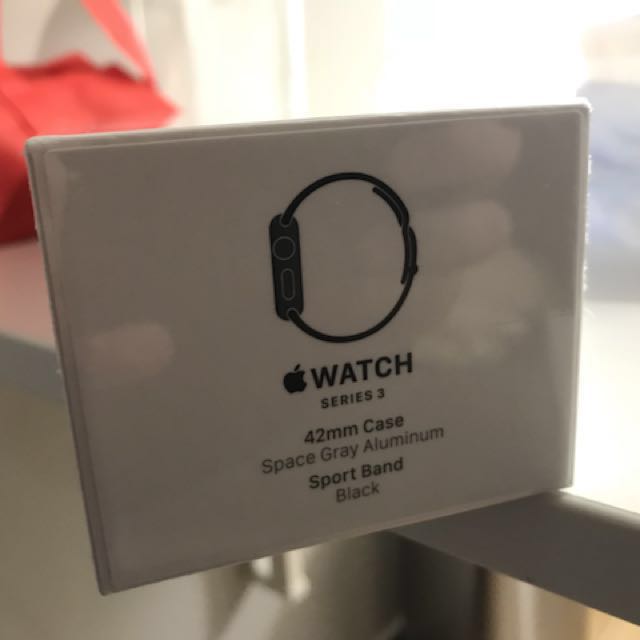 WATCH
SERIES 3
42mm Case
Space Gray Aluminum
Sport Band
Black